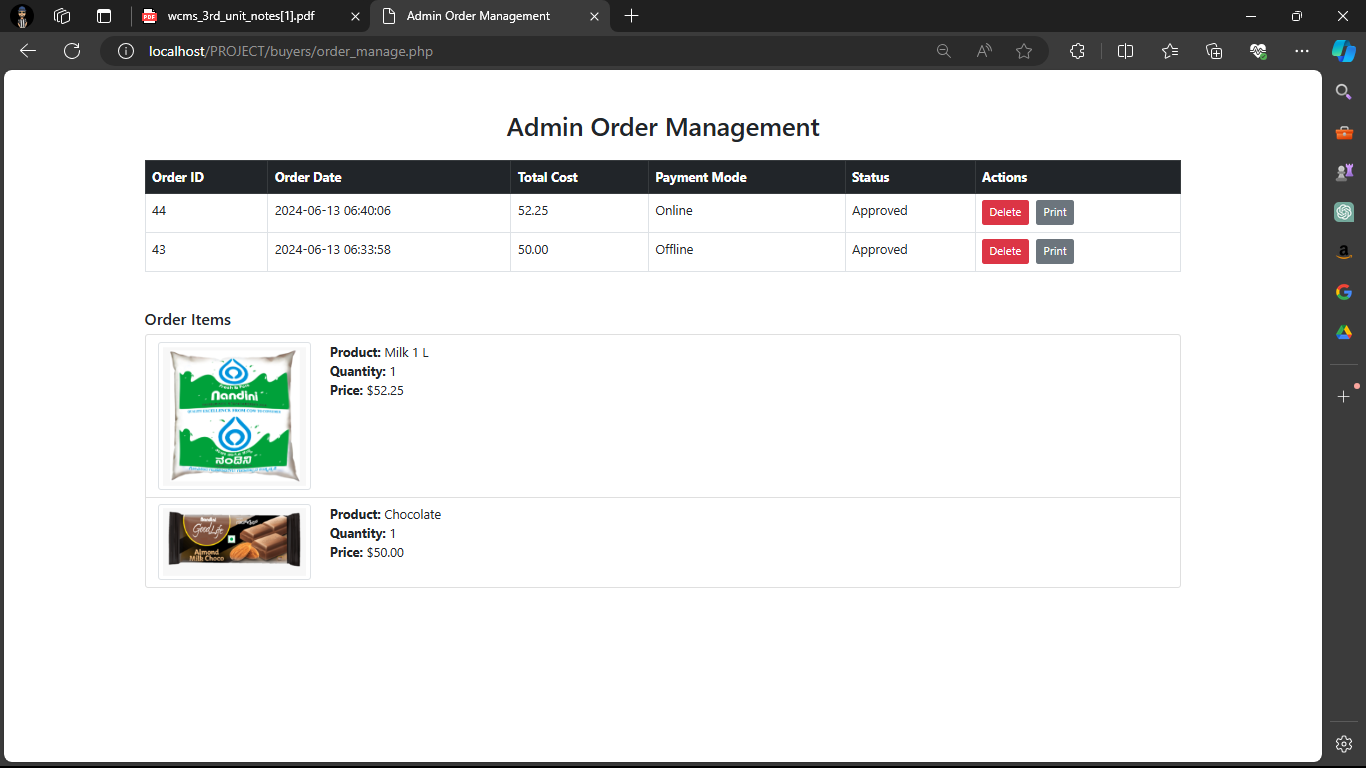 wcms_3rd_unit_notes[1].pdf
Admin Order Management
localhost/PROJECT/buyers/order_manage.php
Admin Order Management
Order ID Order Date Total Cost Payment Mode Status Actions
44 2024-06-13 06:40:06 52.25 Online Approved Delete Print
43 2024-06-13 06:33:58 50.00 Offline Approved Delete Print
Order Items
Nandini
ನಂದಿನಿ
Product: Milk 1 L
Quantity: 1
Price: $52.25
GoodLife
Almond
Milk Choco
Product: Chocolate
Quantity: 1
Price: $50.00